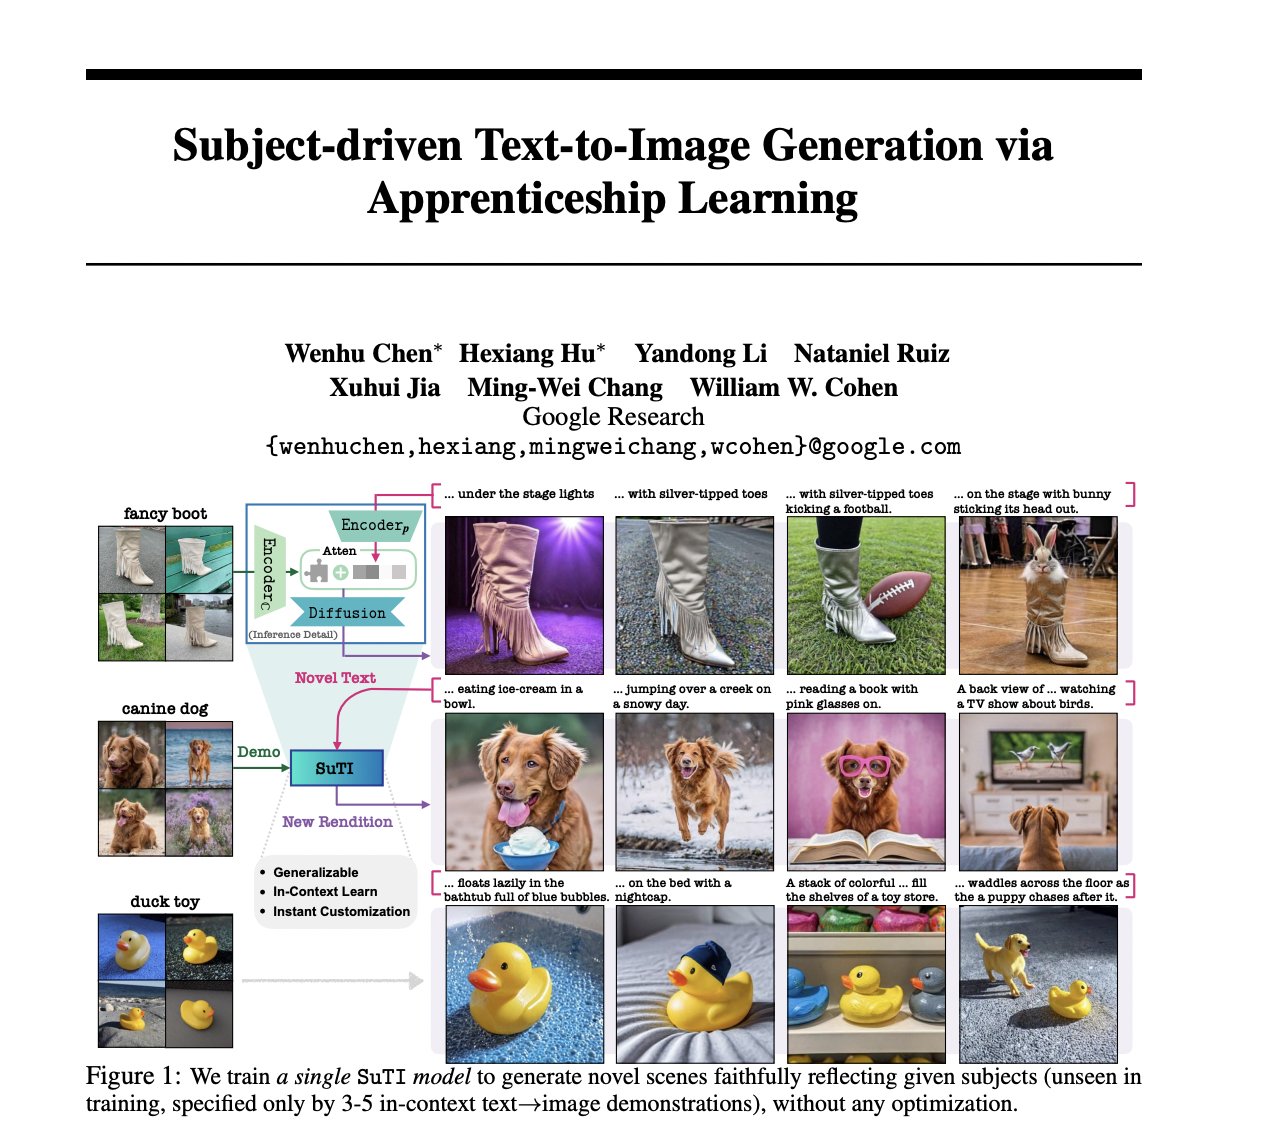 Subject-driven Text-to-Image Generation via
Apprenticeship Learning
Wenhu Chen* Hexiang Hu* Yandong Li Nataniel Ruiz
Xuhui Jia Ming-Wei Chang William W. Cohen
Google Research
{wenhuchen,hexiang,mingweichang,wcohen}@google.com
fancy boot
Encoderp
Atten
Encoderc
Diffusion
(Inference Detail)
... under the stage lights
... with silver-tipped toes
... with silver-tipped toes
kicking a football.
... on the stage with bunny
sticking its head out.
Novel Text
canine dog
Demo
SuTI
New Rendition
... eating ice-cream in a
bowl.
... jumping over a creek on
a snowy day.
... reading a book with
pink glasses on.
A back view of ... watching
a TV show about birds.
• Generalizable
• In-Context Learn
• Instant Customization
duck toy
... floats lazily in the
bathtub full of blue bubbles.
... on the bed with a
nightcap.
A stack of colorful ... fill
the shelves of a toy store.
... waddles across the floor as
the a puppy chases after it.
Figure 1: We train a single SuTI model to generate novel scenes faithfully reflecting given subjects (unseen in
training, specified only by 3-5 in-context text→image demonstrations), without any optimization.